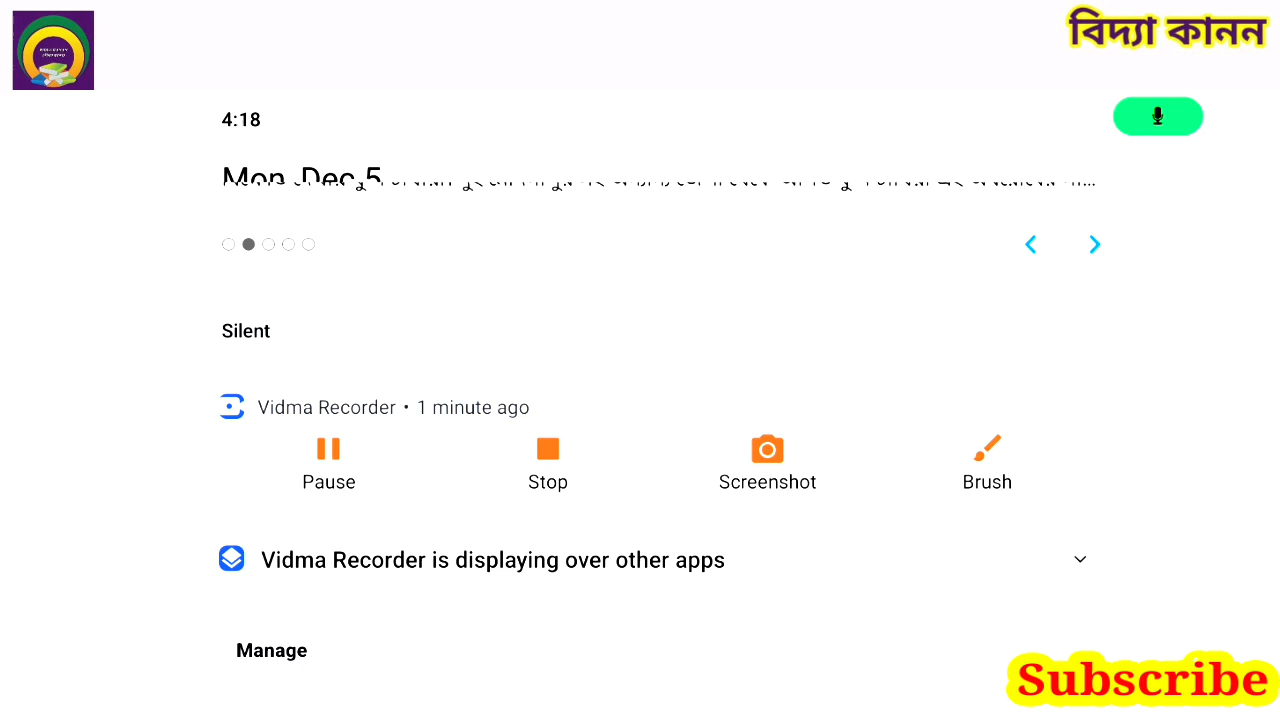 বিদ্যা কানন
4:18
Mon, Dec 5
Silent
Vidma Recorder • 1 minute ago
Pause
Stop
Screenshot
Brush
Vidma Recorder is displaying over other apps
Manage
Subscribe